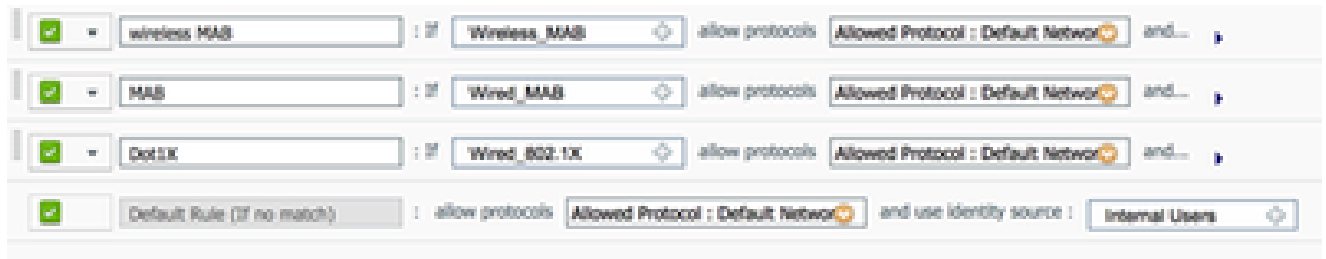 wireless MAB : If Wireless_MAB allow protocols Allowed Protocol : Default Networ and...
MAB : If Wired_MAB allow protocols Allowed Protocol : Default Networ and...
Dot1X : If Wired_802.1X allow protocols Allowed Protocol : Default Networ and...
Default Rule (If no match) : allow protocols Allowed Protocol : Default Networ and use identity source : Internal Users